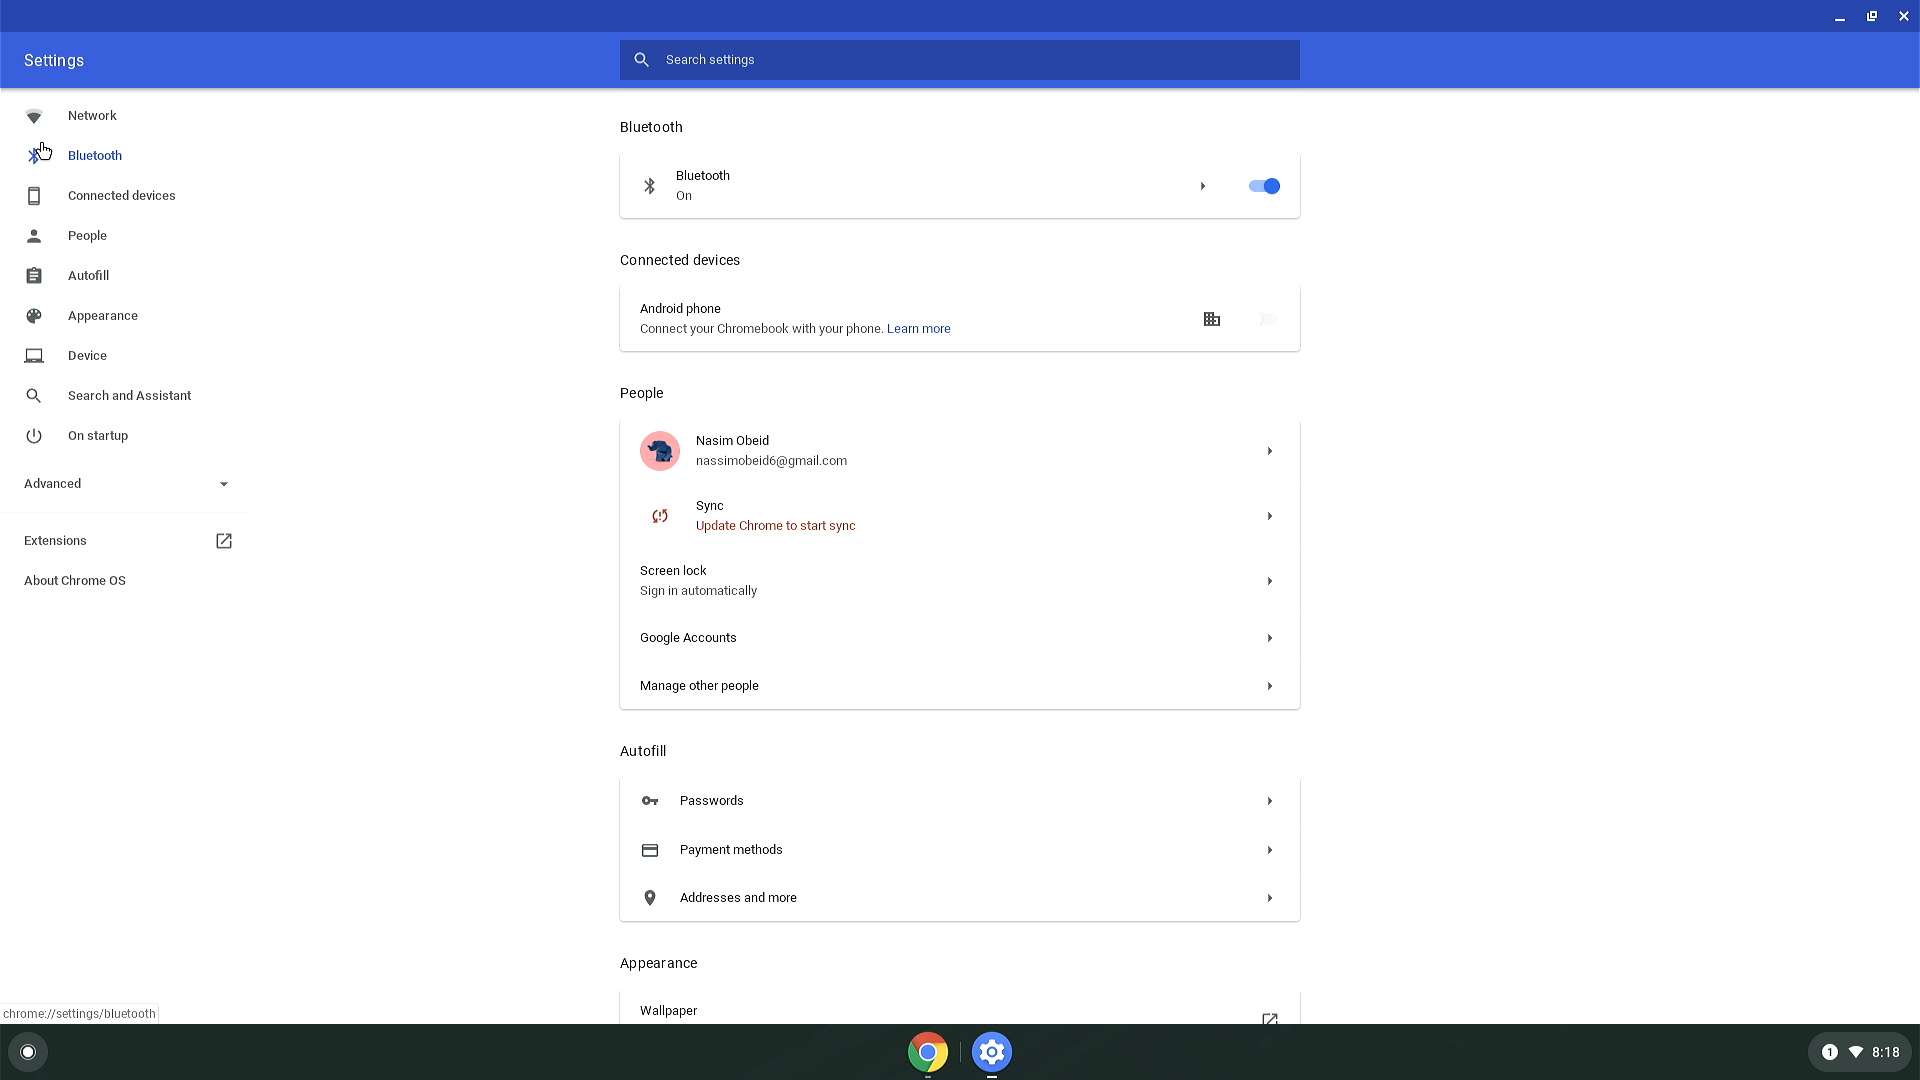 Settings
Search settings
Network
Bluetooth
Connected devices
People
Autofill
Appearance
Device
Search and Assistant
On startup
Advanced
Extensions
About Chrome OS
Bluetooth
Bluetooth
On
Connected devices
Android phone
Connect your Chromebook with your phone. Learn more
People
Nasim Obeid
nassimobeid6@gmail.com
Sync
Update Chrome to start sync
Screen lock
Sign in automatically
Google Accounts
Manage other people
Autofill
Passwords
Payment methods
Addresses and more
Appearance
Wallpaper
chrome://settings/bluetooth
1 8:18